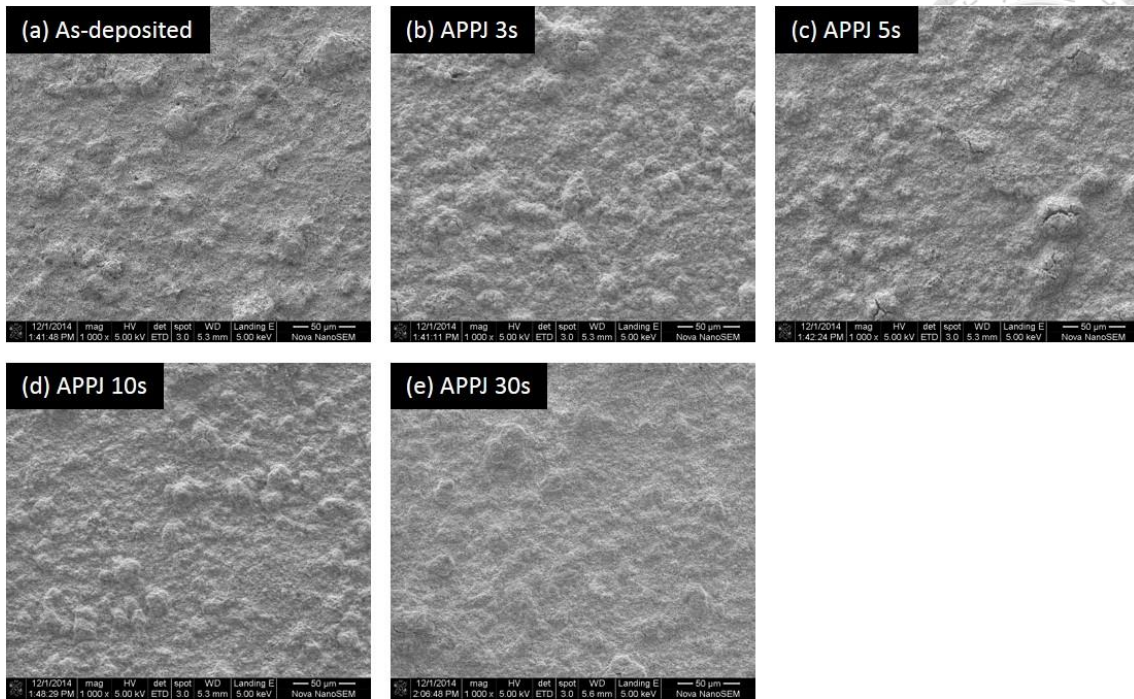 (a) As-deposited
12/1/2014 mag HV det spot WD Landing E 50 µm
1:41:48 PM 1 000 x 5.00 kV ETD 3.0 5.3 mm 5.00 keV Nova NanoSEM
(b) APPJ 3s
12/1/2014 mag HV det spot WD Landing E 50 µm
1:41:11 PM 1 000 x 5.00 kV ETD 3.0 5.3 mm 5.00 keV Nova NanoSEM
(c) APPJ 5s
12/1/2014 mag HV det spot WD Landing E 50 µm
1:42:24 PM 1 000 x 5.00 kV ETD 3.0 5.3 mm 5.00 keV Nova NanoSEM
(d) APPJ 10s
12/1/2014 mag HV det spot WD Landing E 50 µm
1:48:29 PM 1 000 x 5.00 kV ETD 3.0 5.3 mm 5.00 keV Nova NanoSEM
(e) APPJ 30s
12/1/2014 mag HV det spot WD Landing E 50 µm
2:06:48 PM 1 000 x 5.00 kV ETD 3.0 5.6 mm 5.00 keV Nova NanoSEM